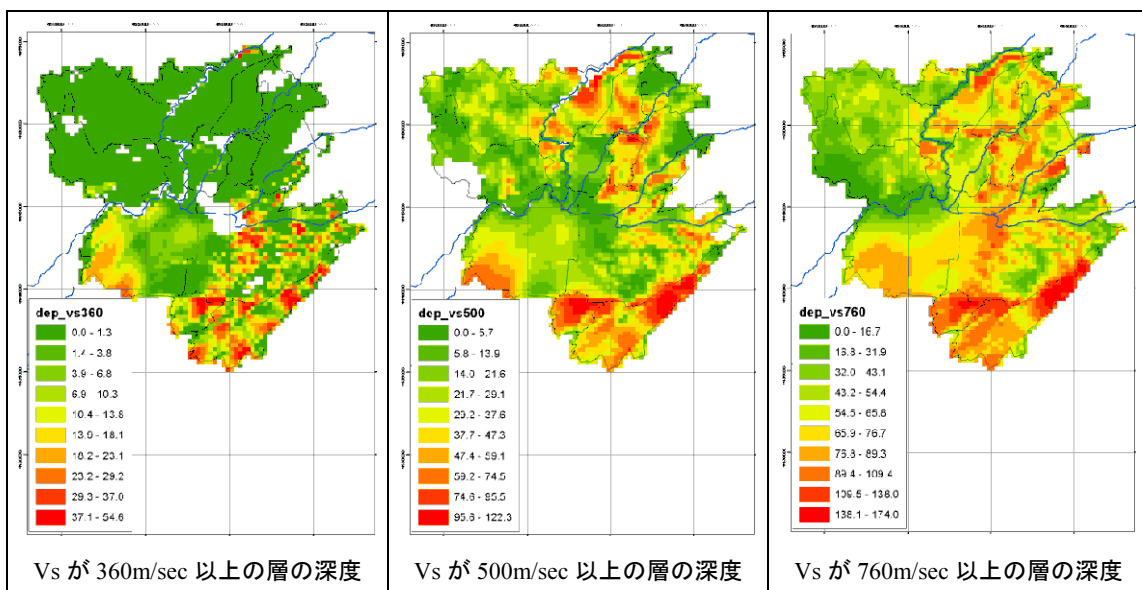 dep_vs360
0.0 - 1.3
1.4 - 3.8
3.9 - 6.8
6.9 - 10.3
10.4 - 13.8
13.9 - 18.1
18.2 - 23.1
23.2 - 29.2
29.3 - 37.0
37.1 - 54.6
Vs が 360m/sec 以上の層の深度
dep_vs500
0.0 - 5.7
5.8 - 13.9
14.0 - 21.6
21.7 - 29.1
29.2 - 37.6
37.7 - 47.3
47.4 - 59.1
59.2 - 74.5
74.6 - 95.5
95.6 - 122.3
Vs が 500m/sec 以上の層の深度
dep_vs760
0.0 - 16.7
16.8 - 31.9
32.0 - 43.1
43.2 - 54.4
54.5 - 65.8
65.9 - 76.7
76.8 - 89.3
89.4 - 109.4
109.5 - 138.0
138.1 - 174.0
Vs が 760m/sec 以上の層の深度